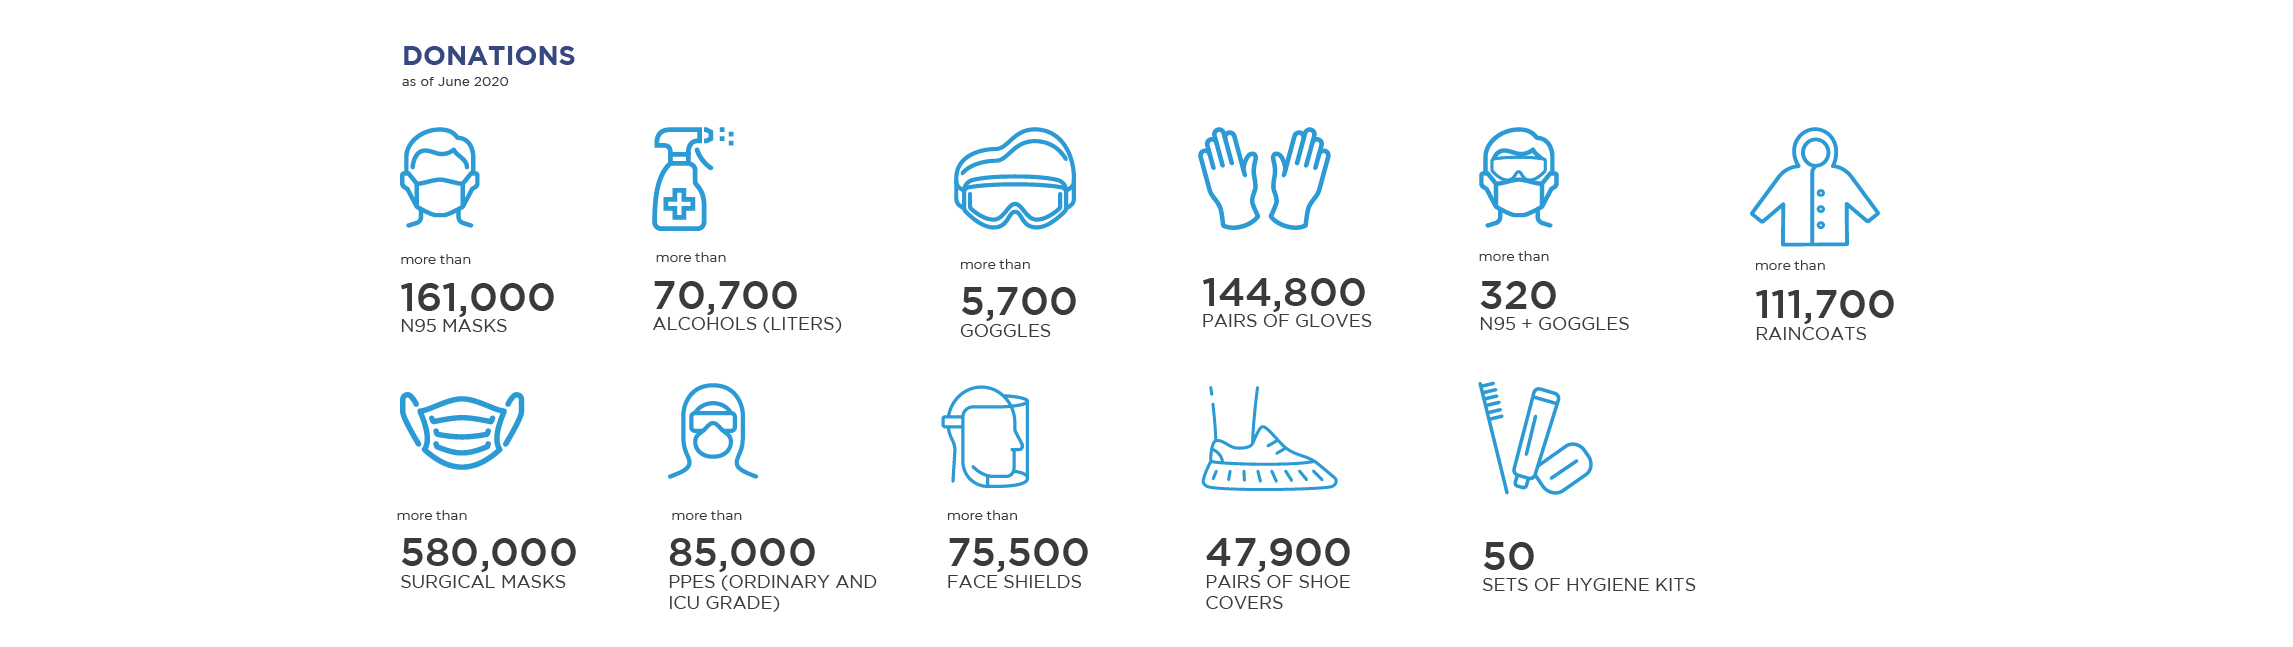 DONATIONS
as of June 2020
more than
161,000
N95 MASKS
more than
70,700
ALCOHOLS (LITERS)
more than
5,700
GOGGLES
144,800
PAIRS OF GLOVES
more than
320
N95 + GOGGLES
more than
111,700
RAINCOATS
more than
580,000
SURGICAL MASKS
more than
85,000
PPES (ORDINARY AND
ICU GRADE)
more than
75,500
FACE SHIELDS
47,900
PAIRS OF SHOE
COVERS
50
SETS OF HYGIENE KITS